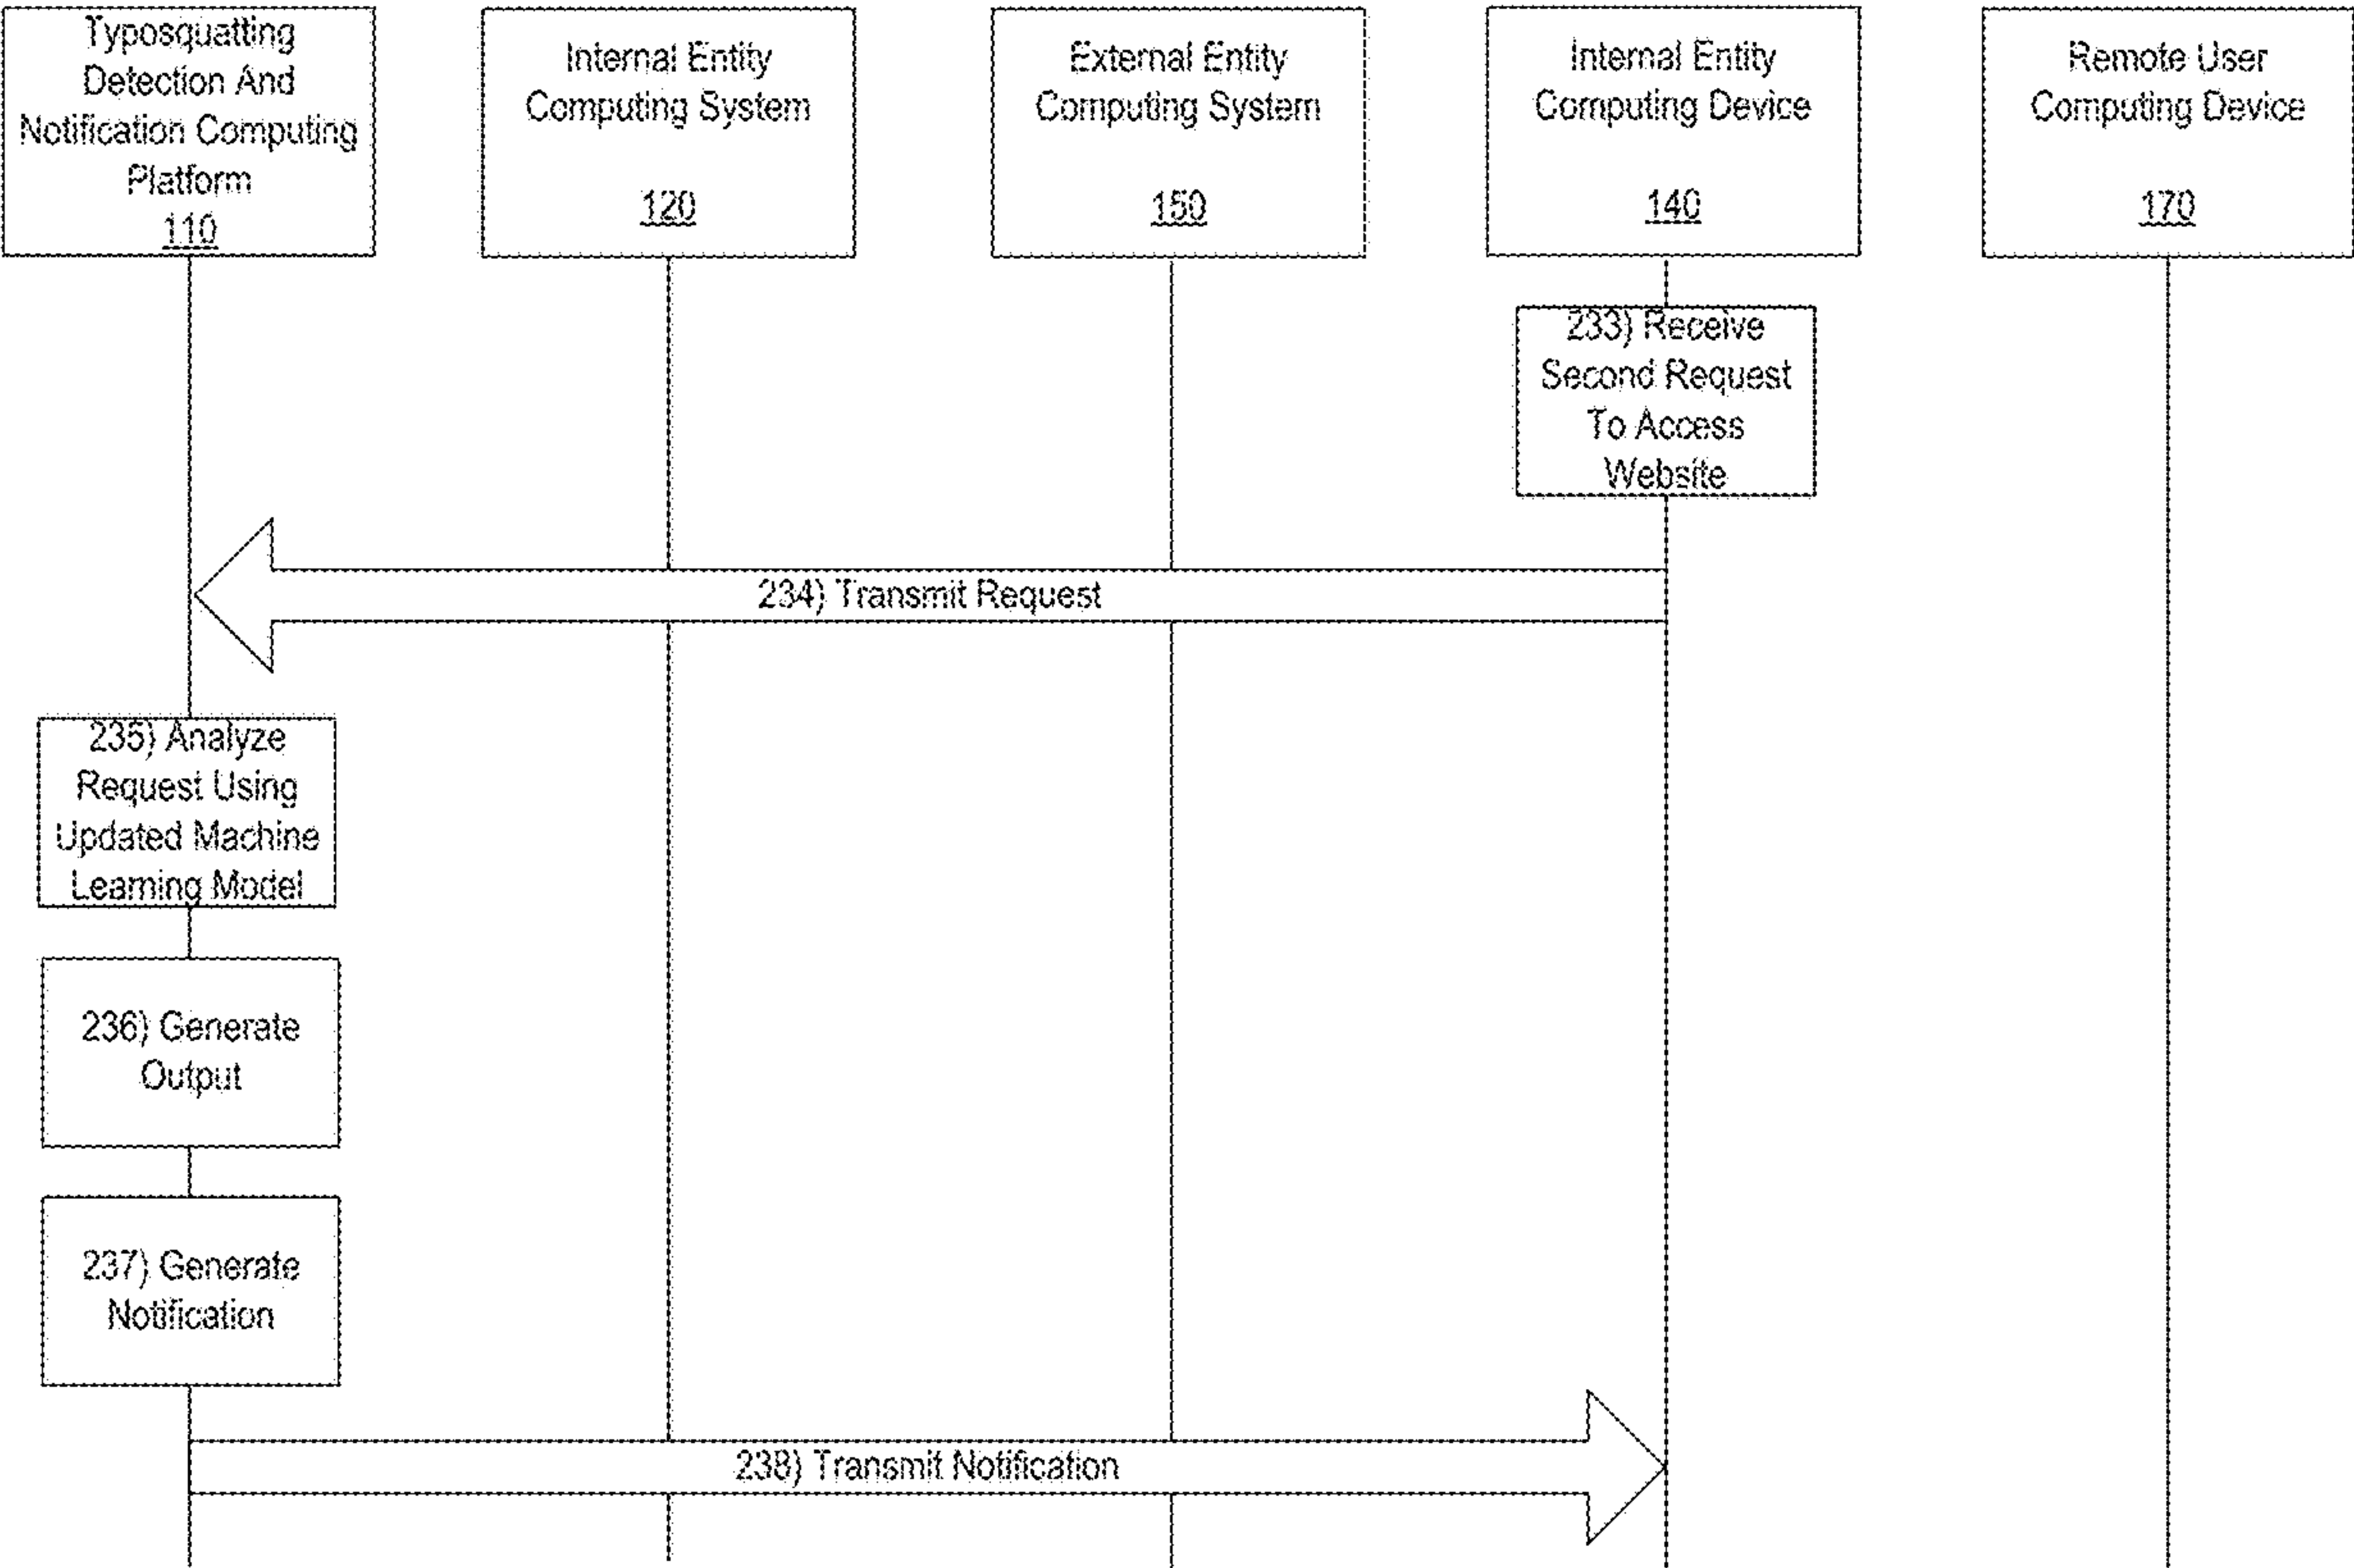 Typosquatting
Detection And
Notification Computing
Platform
110
Internal Entity
Computing System
120
External Entity
Computing System
150
Internal Entity
Computing Device
140
Remote User
Computing Device
170
233) Receive
Second Request
To Access
Website
234) Transmit Request
235) Analyze
Request Using
Updated Machine
Learning Model
236) Generate
Output
237) Generate
Notification
238) Transmit Notification